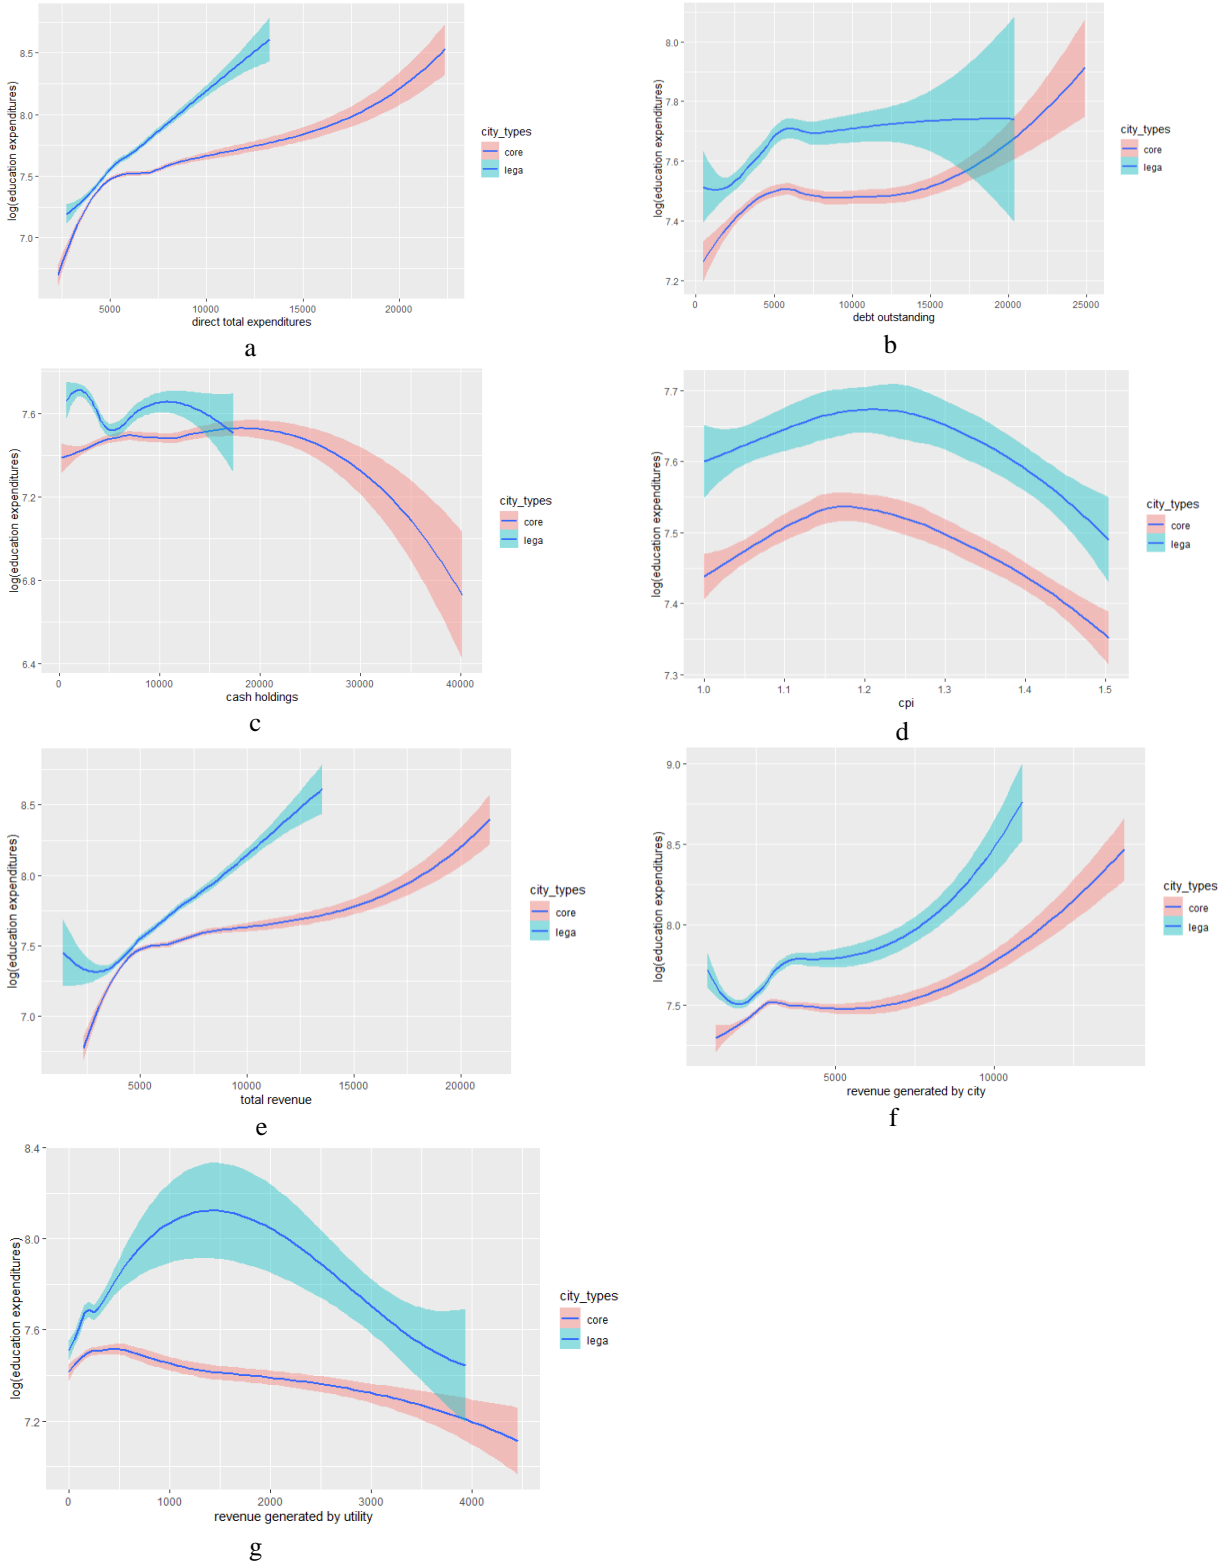 log(education expenditures)
8.5
8.0
7.5
7.0
5000 10000 15000 20000
direct total expenditures
city_types
core
lega
a
log(education expenditures)
8.0
7.8
7.6
7.4
7.2
0 5000 10000 15000 20000 25000
debt outstanding
city_types
core
lega
b
log(education expenditures)
7.6
7.2
6.8
6.4
0 10000 20000 30000 40000
cash holdings
city_types
core
lega
c
log(education expenditures)
7.7
7.6
7.5
7.4
7.3
1.0 1.1 1.2 1.3 1.4 1.5
cpi
city_types
core
lega
d
log(education expenditures)
8.5
8.0
7.5
7.0
5000 10000 15000 20000
total revenue
city_types
core
lega
e
log(education expenditures)
9.0
8.5
8.0
7.5
5000 10000
revenue generated by city
city_types
core
lega
f
log(education expenditures)
8.4
8.0
7.6
7.2
0 1000 2000 3000 4000
revenue generated by utility
city_types
core
lega
g